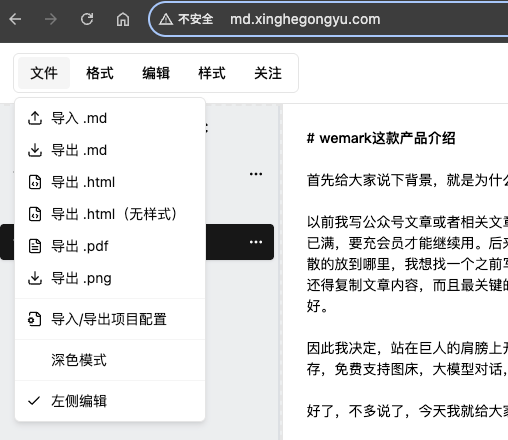 不安全 md.xinghegongyu.com
文件 格式 编辑 样式 关注
导入 .md
导出 .md
导出 .html
导出 .html（无样式）
导出 .pdf
导出 .png
导入/导出项目配置
深色模式
左侧编辑
# wemark这款产品介绍
首先给大家说下背景，就是为什么
以前我写公众号文章或者相关文章
已满，要充会员才能继续用。后来
散的放到哪里，我想找一个之前写
还得复制文章内容，而且最关键的
好。
因此我决定，站在巨人的肩膀上开
存，免费支持图床，大模型对话，
好了，不多说了，今天我就给大家